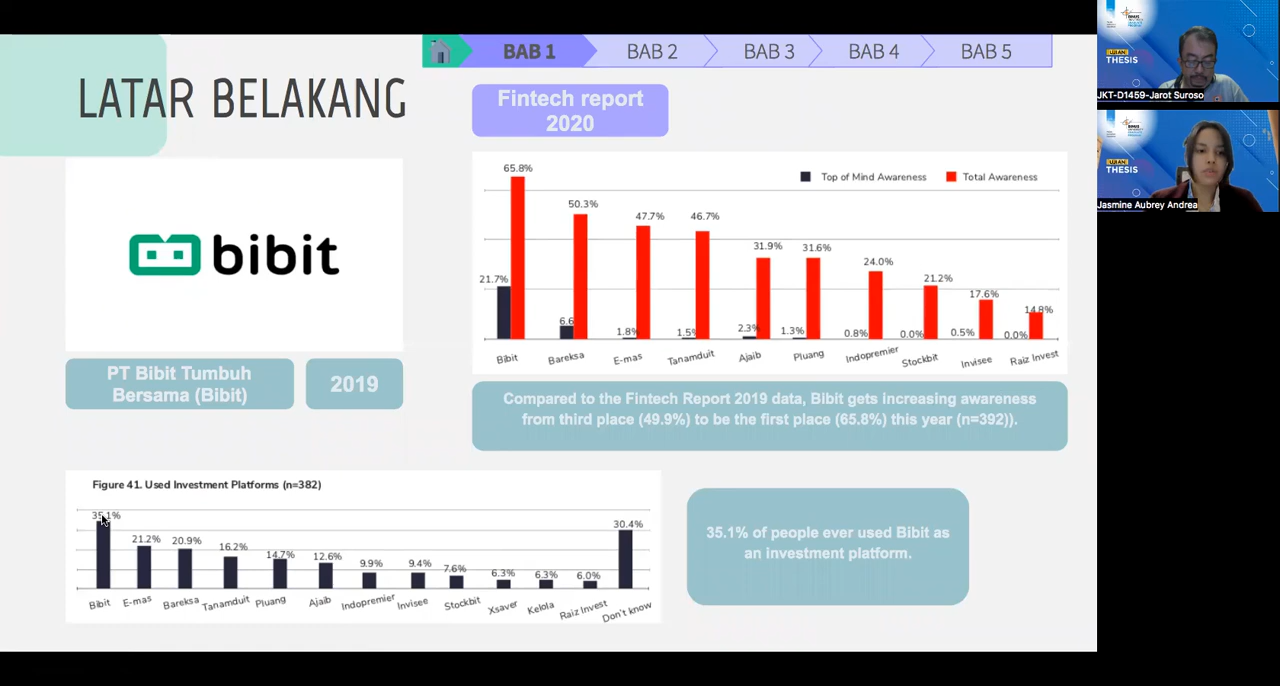 BAB 1
BAB 2
BAB 3
BAB 4
BAB 5
LATAR BELAKANG
Fintech report
2020
bibit
PT Bibit Tumbuh
Bersama (Bibit)
2019
Top of Mind Awareness
Total Awareness
65.8%
50.3%
47.7%
46.7%
31.9%
31.6%
24.0%
21.2%
17.6%
14.8%
21.7%
6.6
1.8%
1.5%
2.3%
1.3%
0.8%
0.0%
0.5%
0.0%
Bibit
Bareksa
E-mas
Tanamduit
Ajaib
Pluang
Indopremier
Stockbit
Invisee
Raiz Invest
Compared to the Fintech Report 2019 data, Bibit gets increasing awareness
from third place (49.9%) to be the first place (65.8%) this year (n=392)).
Figure 41. Used Investment Platforms (n=382)
35.1%
21.2%
20.9%
16.2%
14.7%
12.6%
9.9%
9.4%
7.6%
6.3%
6.3%
6.0%
30.4%
Bibit
E-mas
Bareksa
Tanamduit
Pluang
Ajaib
Indopremier
Invisee
Stockbit
Xsaver
Kelola
Raiz Invest
Don't know
35.1% of people ever used Bibit as
an investment platform.
UJIAN
THESIS
JKT-D1459-Jarot Suroso
UJIAN
THESIS
Jasmine Aubrey Andrea